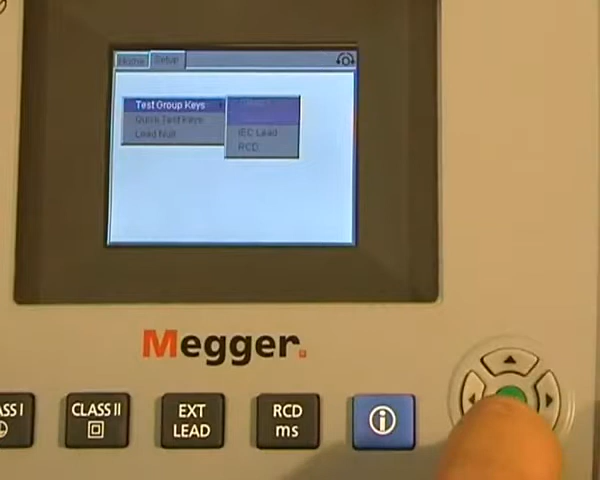 Home Setup
Test Group Keys
Quick Test Keys
Lead Null
IEC Lead
RCD
Megger.
ASS I
CLASS II
EXT
LEAD
RCD
ms
i